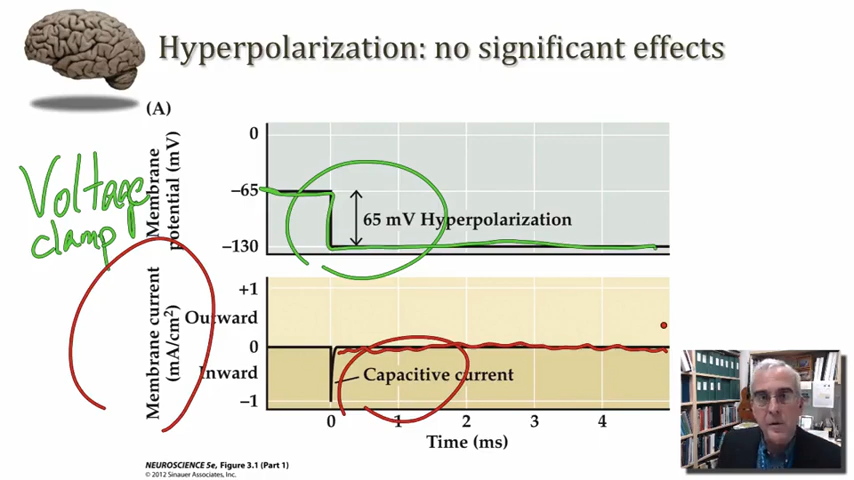 Hyperpolarization: no significant effects
(A)
Voltage
clamp
Membrane
potential (mV)
0
–65
–130
65 mV Hyperpolarization
Membrane current
(mA/cm²)
+1
Outward
0
Inward
–1
Capacitive current
0 1 2 3 4
Time (ms)
NEUROSCIENCE 5e, Figure 3.1 (Part 1)
© 2012 Sinauer Associates, Inc.